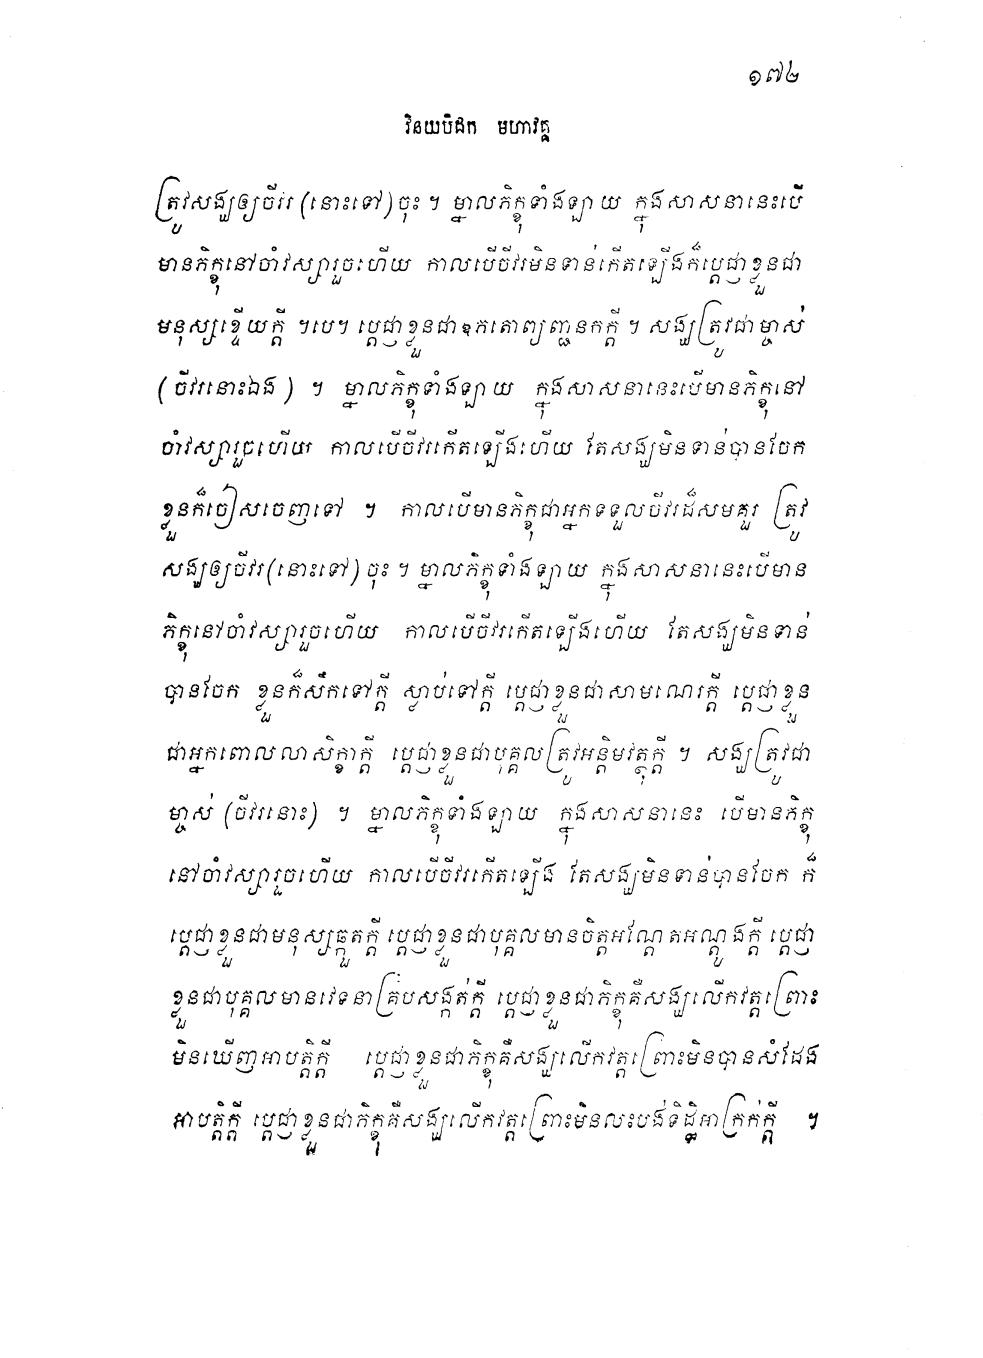 ១៧២
វិនយបិដក មហាវគ្គ
ត្រូវសង្ឃឲ្យចីវរ (នោះទៅ) ចុះ ។ ម្នាលភិក្ខុទាំងឡាយ ក្នុងសាសនានេះបើ
មានភិក្ខុនៅចាំវស្សារួចហើយ កាលបើចីវរមិនទាន់កើតឡើងក៏ប្តេជ្ញាខ្លួនជា
មនុស្សខ្ទើយក្តី ។បេ។ ប្តេជ្ញាខ្លួនជាឧភតោព្យញ្ជនកក្តី ។ សង្ឃត្រូវជាម្ចាស់
(ចីវរនោះឯង) ។ ម្នាលភិក្ខុទាំងឡាយ ក្នុងសាសនានេះបើមានភិក្ខុនៅ
ចាំវស្សារួចហើយ កាលបើចីវរកើតឡើងហើយ តែសង្ឃមិនទាន់បានចែក
ខ្លួនក៏ចៀសចេញទៅ ។ កាលបើមានភិក្ខុជាអ្នកទទួលចីវរដ៏សមគួរ ត្រូវ
សង្ឃឲ្យចីវរ(នោះទៅ) ចុះ ។ ម្នាលភិក្ខុទាំងឡាយ ក្នុងសាសនានេះបើមាន
ភិក្ខុនៅចាំវស្សារួចហើយ កាលបើចីវរកើតឡើងហើយ តែសង្ឃមិនទាន់
បានចែក ខ្លួនក៏សឹកទៅក្តី ស្លាប់ទៅក្តី ប្តេជ្ញាខ្លួនជាសាមណេរក្តី ប្តេជ្ញាខ្លួន
ជាអ្នកពោលលាសិក្ខាក្តី ប្តេជ្ញាខ្លួនជាបុគ្គលត្រូវអន្តិមវត្ថុក្តី ។ សង្ឃត្រូវជា
ម្ចាស់ (ចីវរនោះ) ។ ម្នាលភិក្ខុទាំងឡាយ ក្នុងសាសនានេះ បើមានភិក្ខុ
នៅចាំវស្សារួចហើយ កាលបើចីវរកើតឡើង តែសង្ឃមិនទាន់បានចែក ក៏
ប្តេជ្ញាខ្លួនជាមនុស្សឆ្កួតក្តី ប្តេជ្ញាខ្លួនជាបុគ្គលមានចិត្តអណ្តែតអណ្តូងក្តី ប្តេជ្ញា
ខ្លួនជាបុគ្គលមានវេទនាគ្របសង្កត់ក្តី ប្តេជ្ញាខ្លួនជាភិក្ខុគឺសង្ឃលើកវត្តព្រោះ
មិនឃើញអាបត្តិក្តី ប្តេជ្ញាខ្លួនជាភិក្ខុគឺសង្ឃលើកវត្តព្រោះមិនបានសំដែង
អាបត្តិក្តី ប្តេជ្ញាខ្លួនជាភិក្ខុគឺសង្ឃលើកវត្តព្រោះមិនលះបង់ទិដ្ឋិអាក្រក់ក្តី ។